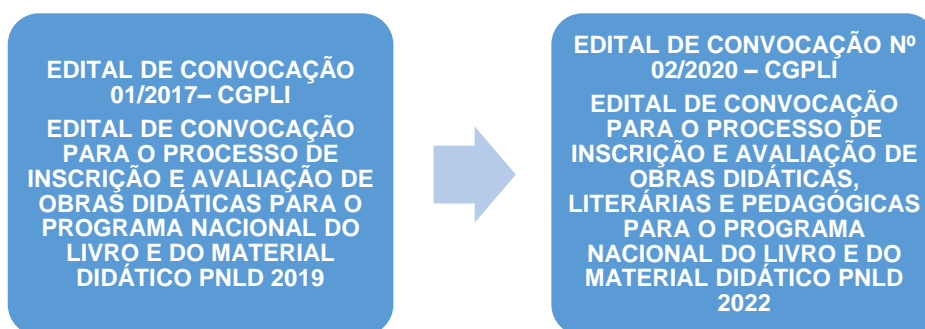 EDITAL DE CONVOCAÇÃO
01/2017– CGPLI
EDITAL DE CONVOCAÇÃO
PARA O PROCESSO DE
INSCRIÇÃO E AVALIAÇÃO DE
OBRAS DIDÁTICAS PARA O
PROGRAMA NACIONAL DO
LIVRO E DO MATERIAL
DIDÁTICO PNLD 2019
EDITAL DE CONVOCAÇÃO Nº
02/2020 – CGPLI
EDITAL DE CONVOCAÇÃO
PARA O PROCESSO DE
INSCRIÇÃO E AVALIAÇÃO DE
OBRAS DIDÁTICAS,
LITERÁRIAS E PEDAGÓGICAS
PARA O PROGRAMA
NACIONAL DO LIVRO E DO
MATERIAL DIDÁTICO PNLD
2022